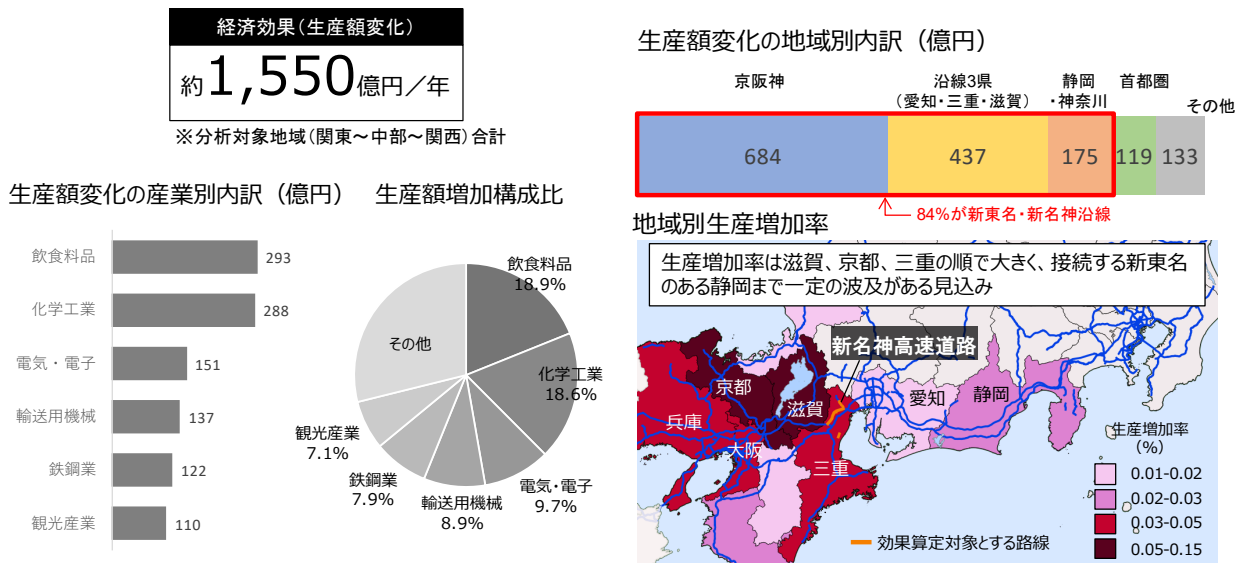 経済効果(生産額変化)
約1,550億円／年
※分析対象地域(関東～中部～関西)合計
生産額変化の産業別内訳（億円）
飲食料品
293
化学工業
288
電気・電子
151
輸送用機械
137
鉄鋼業
122
観光産業
110
生産額増加構成比
飲食料品
18.9%
化学工業
18.6%
電気・電子
9.7%
輸送用機械
8.9%
鉄鋼業
7.9%
観光産業
7.1%
その他
生産額変化の地域別内訳（億円）
京阪神
沿線3県
(愛知・三重・滋賀)
静岡
・神奈川
首都圏
その他
684
437
175
119
133
84%が新東名・新名神沿線
地域別生産増加率
生産増加率は滋賀、京都、三重の順で大きく、接続する新東名
のある静岡まで一定の波及がある見込み
新名神高速道路
京都
滋賀
愛知
静岡
兵庫
大阪
三重
生産増加率
(%)
0.01-0.02
0.02-0.03
0.03-0.05
0.05-0.15
効果算定対象とする路線